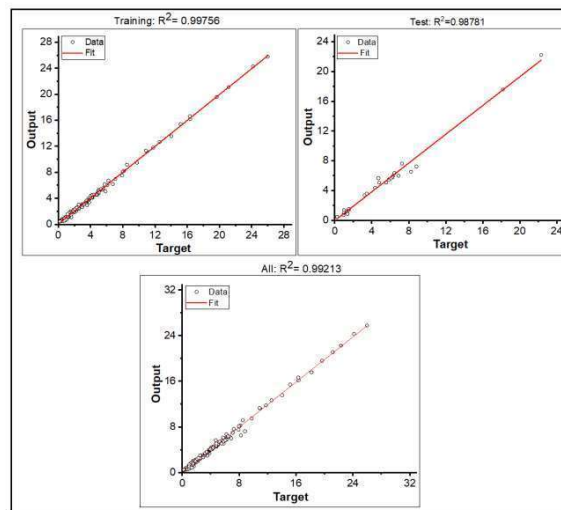 Training: R²= 0.99756
28
24
20
16
12
8
4
0
Data
Fit
Output
0 4 8 12 16 20 24 28
Target
Test: R²=0.98781
22
20
16
12
8
4
0
Data
Fit
Output
0 4 8 12 16 20 24
Target
All: R²= 0.99213
32
24
16
8
0
Data
Fit
Output
0 8 16 24 32
Target